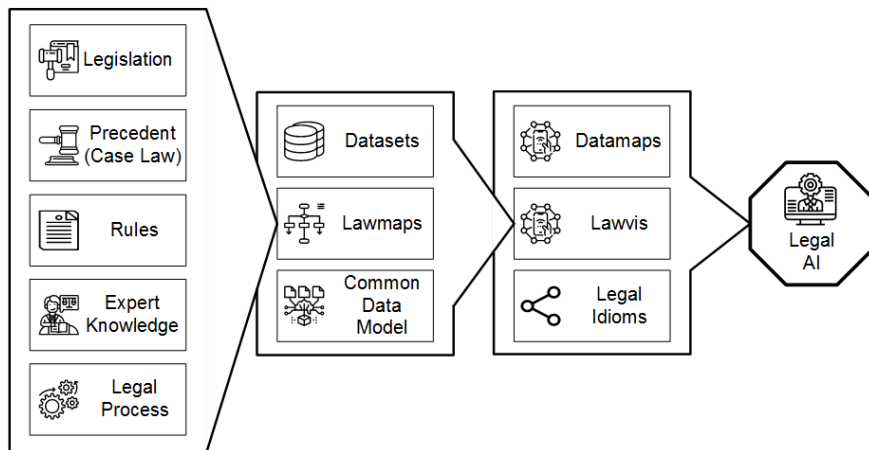 Legislation
Precedent
(Case Law)
Rules
Expert
Knowledge
Legal
Process
Datasets
Lawmaps
Common
Data
Model
Datamaps
Lawvis
Legal
Idioms
Legal
AI